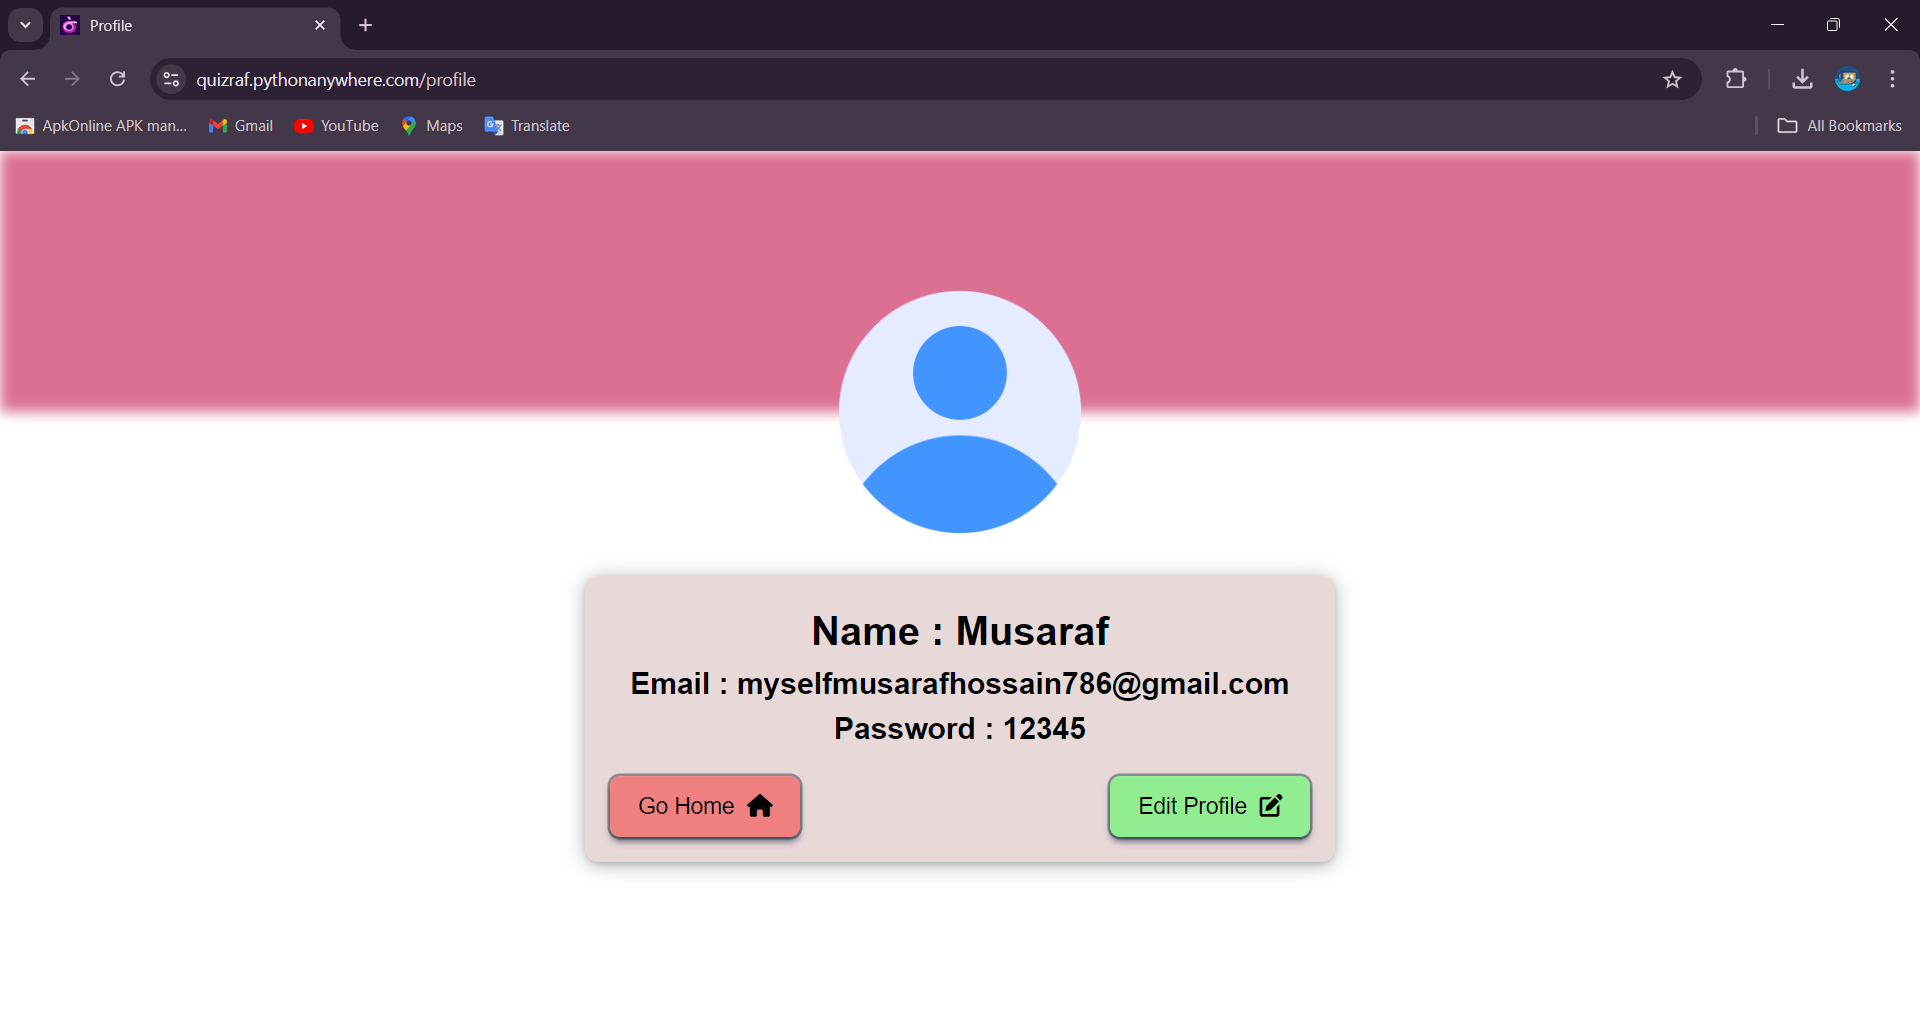 Profile
quizraf.pythonanywhere.com/profile
ApkOnline APK man... Gmail YouTube Maps Translate All Bookmarks
Name : Musaraf
Email : myselfmusarafhossain786@gmail.com
Password : 12345
Go Home Edit Profile